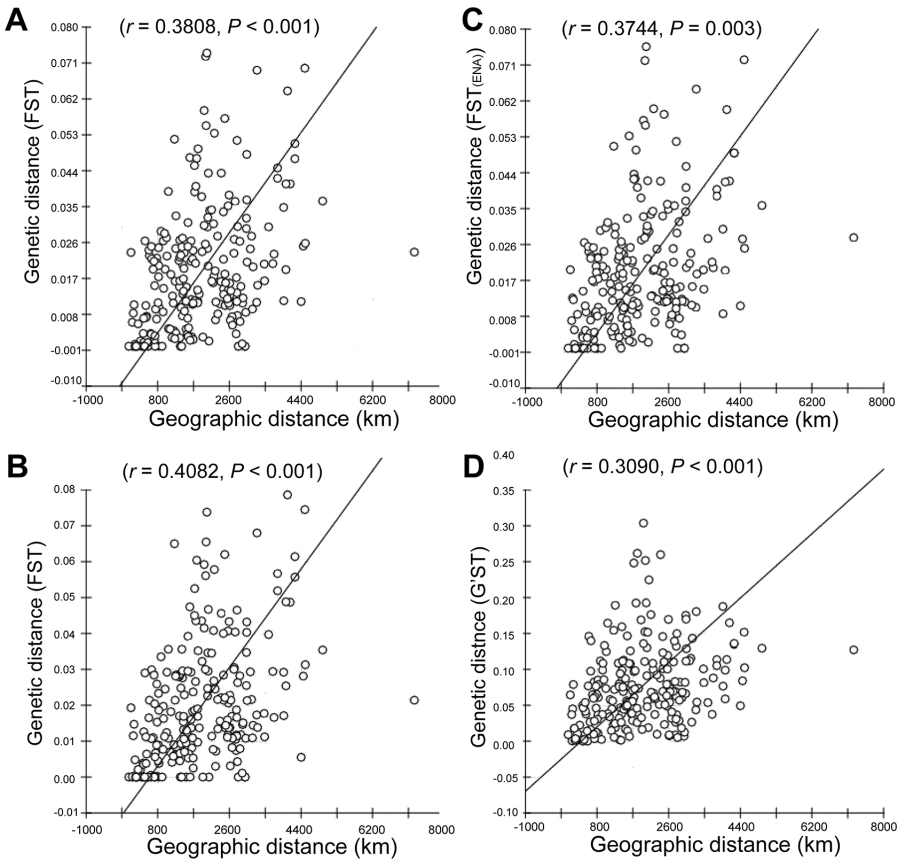 A
(r = 0.3808, P < 0.001)
Genetic distance (FST)
0.080
0.071
0.062
0.053
0.044
0.035
0.026
0.017
0.008
-0.001
-0.010
-1000 800 2600 4400 6200 8000
Geographic distance (km)
C
(r = 0.3744, P = 0.003)
Genetic distance (FST(ENA))
0.080
0.071
0.062
0.053
0.044
0.035
0.026
0.017
0.008
-0.001
-0.010
-1000 800 2600 4400 6200 8000
Geographic distance (km)
B
(r = 0.4082, P < 0.001)
Genetic distance (FST)
0.08
0.07
0.06
0.05
0.04
0.03
0.02
0.01
0.00
-0.01
-1000 800 2600 4400 6200 8000
Geographic distance (km)
D
(r = 0.3090, P < 0.001)
Genetic distnce (G'ST)
0.40
0.35
0.30
0.25
0.20
0.15
0.10
0.05
0.00
-0.05
-0.10
-1000 800 2600 4400 6200 8000
Geographic distance (km)